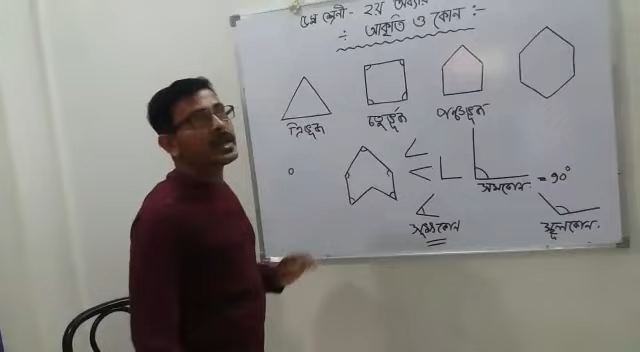 ৫ম শ্রেণী - ২য় অধ্যায়
÷ আকৃতি ও কোন :-
ত্রিভুজ
চতুর্ভুজ
পঞ্চভুজ
সমকোন = ৯০°
সূক্ষ্মকোন
স্থূলকোন